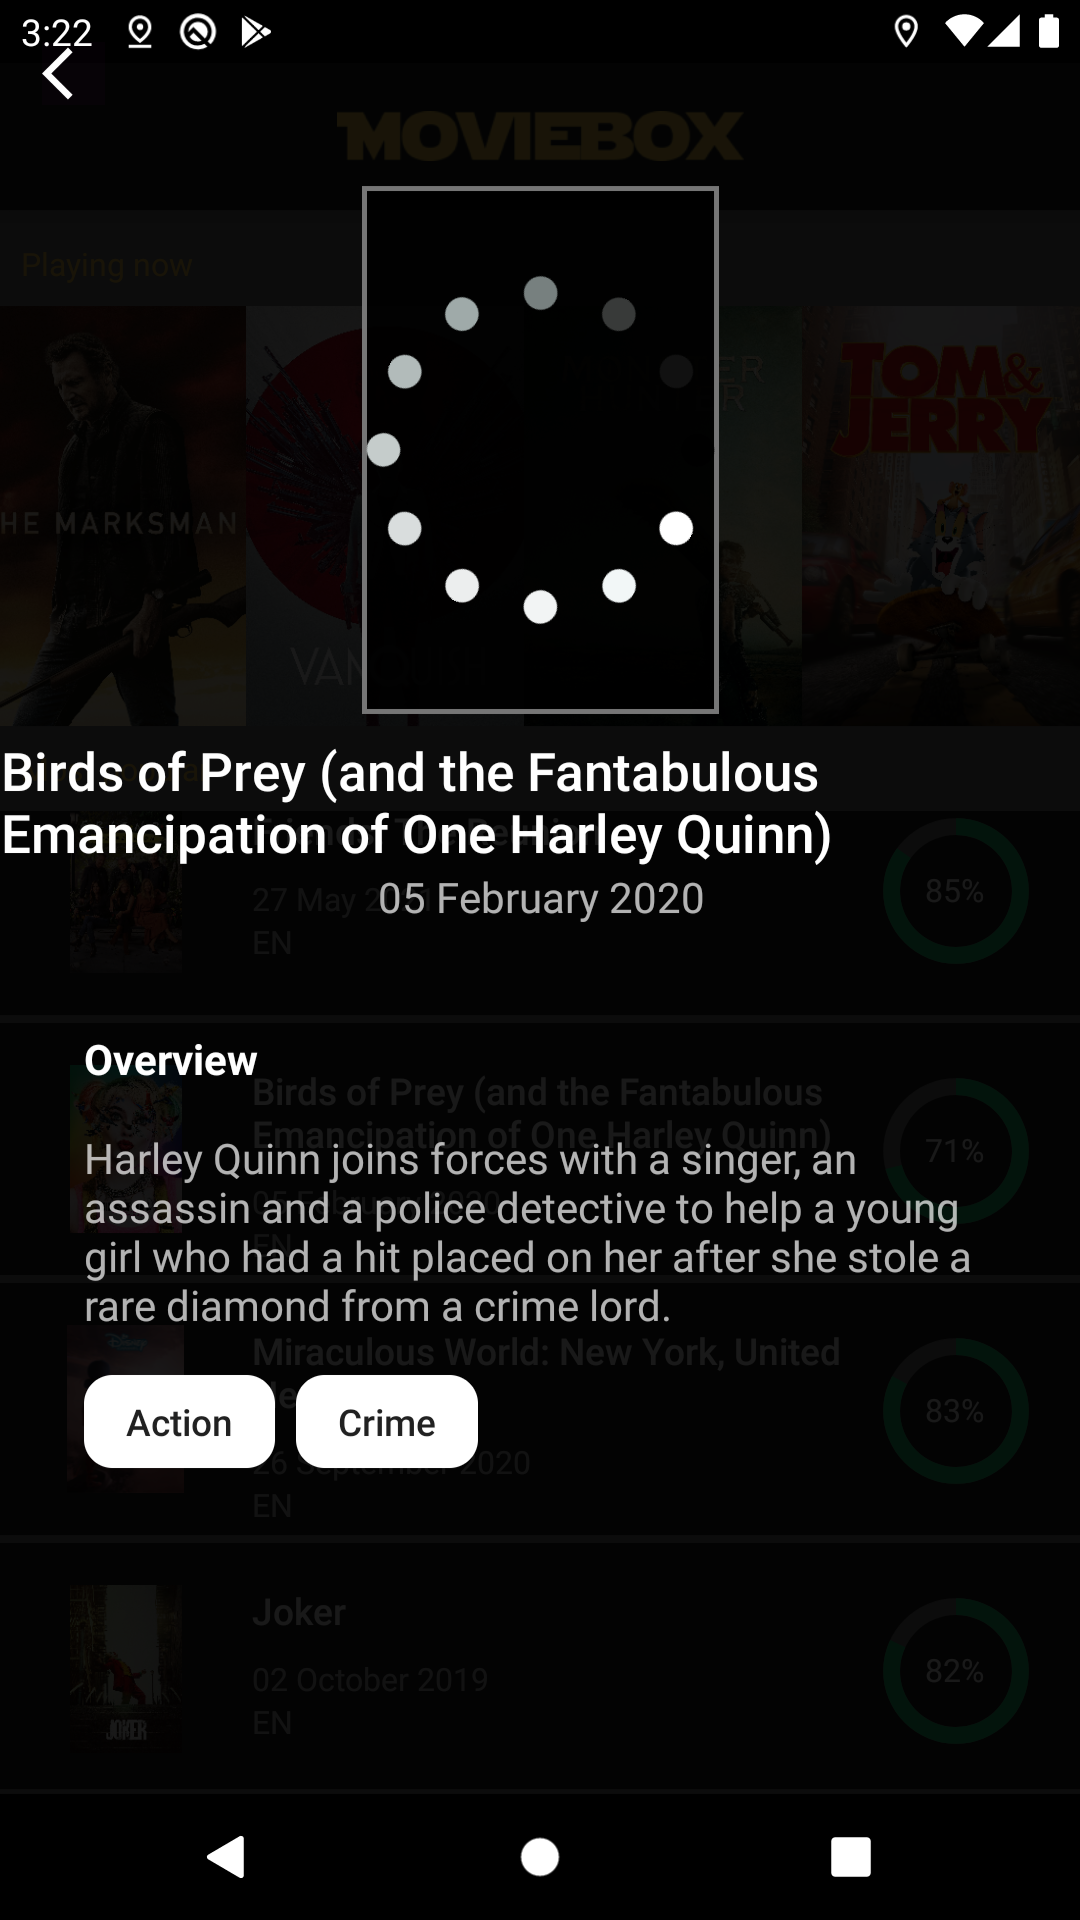 3:22
MOVIEBOX
Playing now
TOM&
JERRY
HE MARKSMAN
Birds of Prey (and the Fantabulous
Emancipation of One Harley Quinn)
85%
27 May
05 February 2020
EN
Overview
Birds of Prey (and the Fantabulous
Emancipation of One Harley Quinn)
71%
Harley Quinn joins forces with a singer, an
assassin and a police detective to help a young
girl who had a hit placed on her after she stole a
rare diamond from a crime lord.
05 February 2020
EN
Miraculous World: New York, United
83%
Action
Crime
26 September 2020
EN
Joker
82%
02 October 2019
EN
JOKER